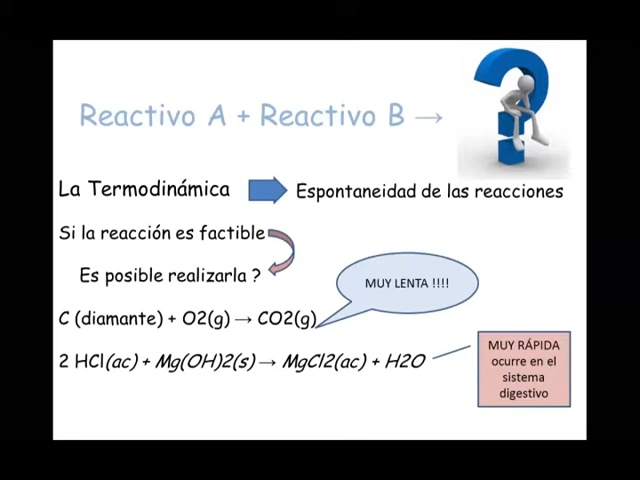 Reactivo A + Reactivo B →
La Termodinámica
Espontaneidad de las reacciones
Si la reacción es factible
Es posible realizarla ?
MUY LENTA !!!!
C (diamante) + O2(g) → CO2(g)
2 HCl(ac) + Mg(OH)2(s) → MgCl2(ac) + H2O
MUY RÁPIDA
ocurre en el
sistema
digestivo